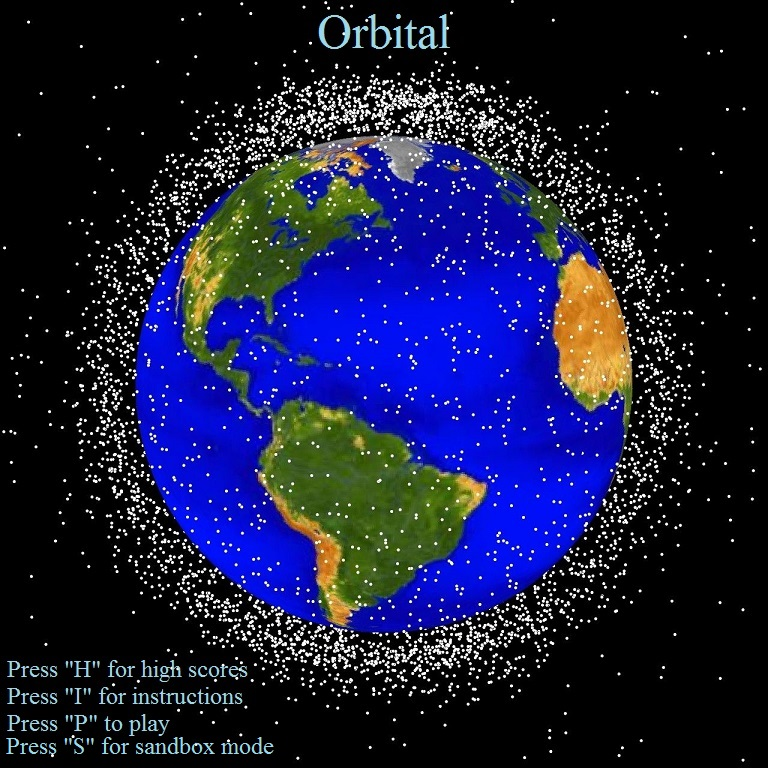 Orbital
Press "H" for high scores
Press "I" for instructions
Press "P" to play
Press "S" for sandbox mode